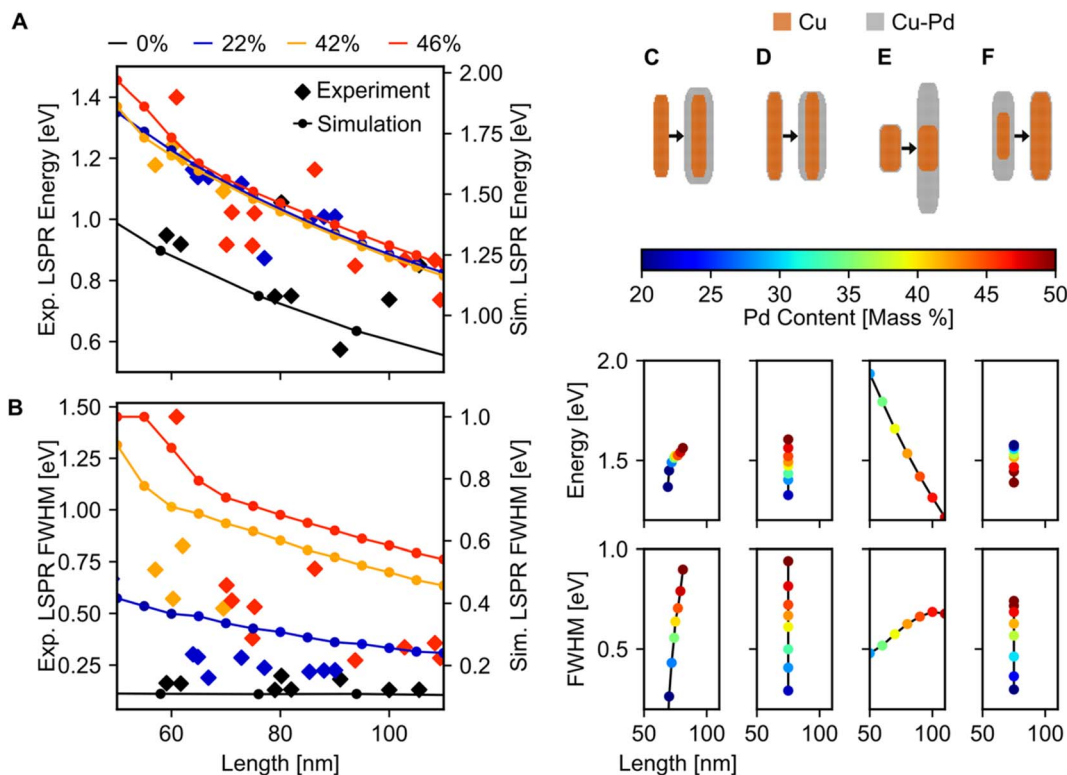 A
0% 22% 42% 46%
Experiment
Simulation
Exp. LSPR Energy [eV]
1.4
1.2
1.0
0.8
0.6
2.00
1.75
1.50
1.25
1.00
Sim. LSPR Energy [eV]
60 80 100
B
Exp. LSPR FWHM [eV]
1.50
1.25
1.00
0.75
0.50
0.25
1.0
0.8
0.6
0.4
0.2
Sim. LSPR FWHM [eV]
60 80 100
Length [nm]
Cu Cu-Pd
C D E F
20 25 30 35 40 45 50
Pd Content [Mass %]
Energy [eV]
2.0
1.5
FWHM [eV]
1.0
0.5
50 100 50 100 50 100 50 100
Length [nm]